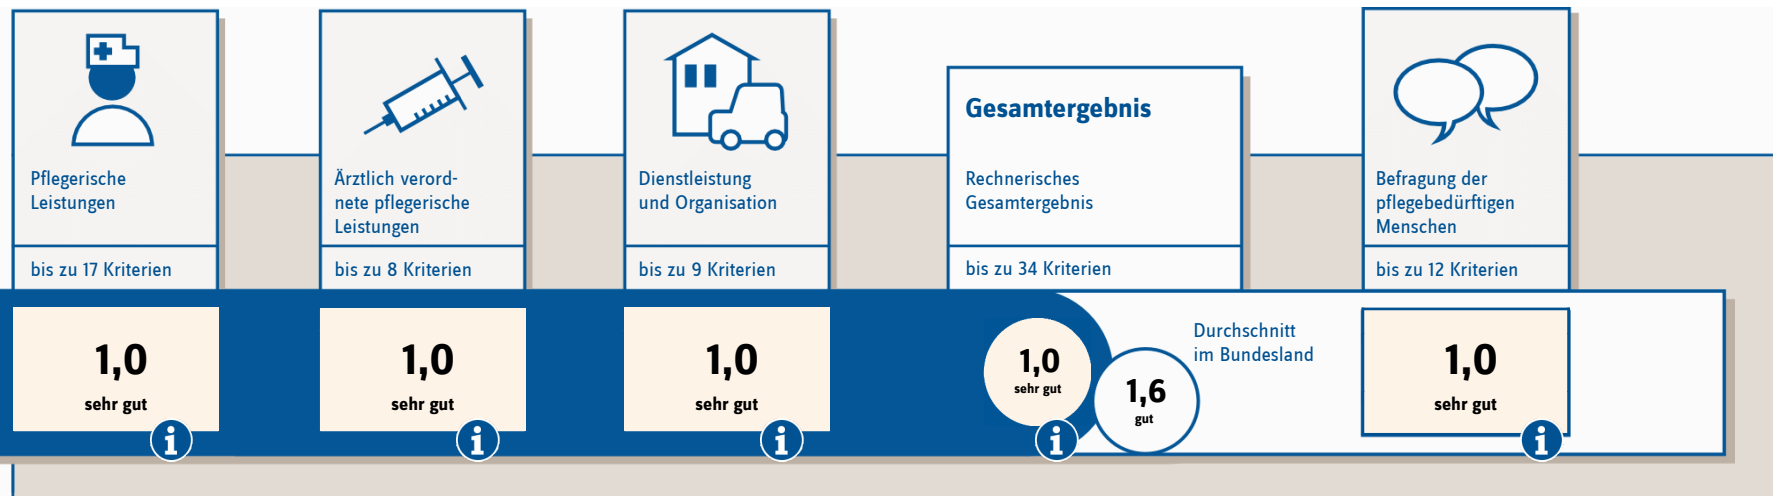 Pflegerische
Leistungen
bis zu 17 Kriterien
1,0
sehr gut
i
Ärztlich verord-
nete pflegerische
Leistungen
bis zu 8 Kriterien
1,0
sehr gut
i
Dienstleistung
und Organisation
bis zu 9 Kriterien
1,0
sehr gut
i
Gesamtergebnis
Rechnerisches
Gesamtergebnis
bis zu 34 Kriterien
1,0
sehr gut
i
1,6
gut
Durchschnitt
im Bundesland
Befragung der
pflegebedürftigen
Menschen
bis zu 12 Kriterien
1,0
sehr gut
i